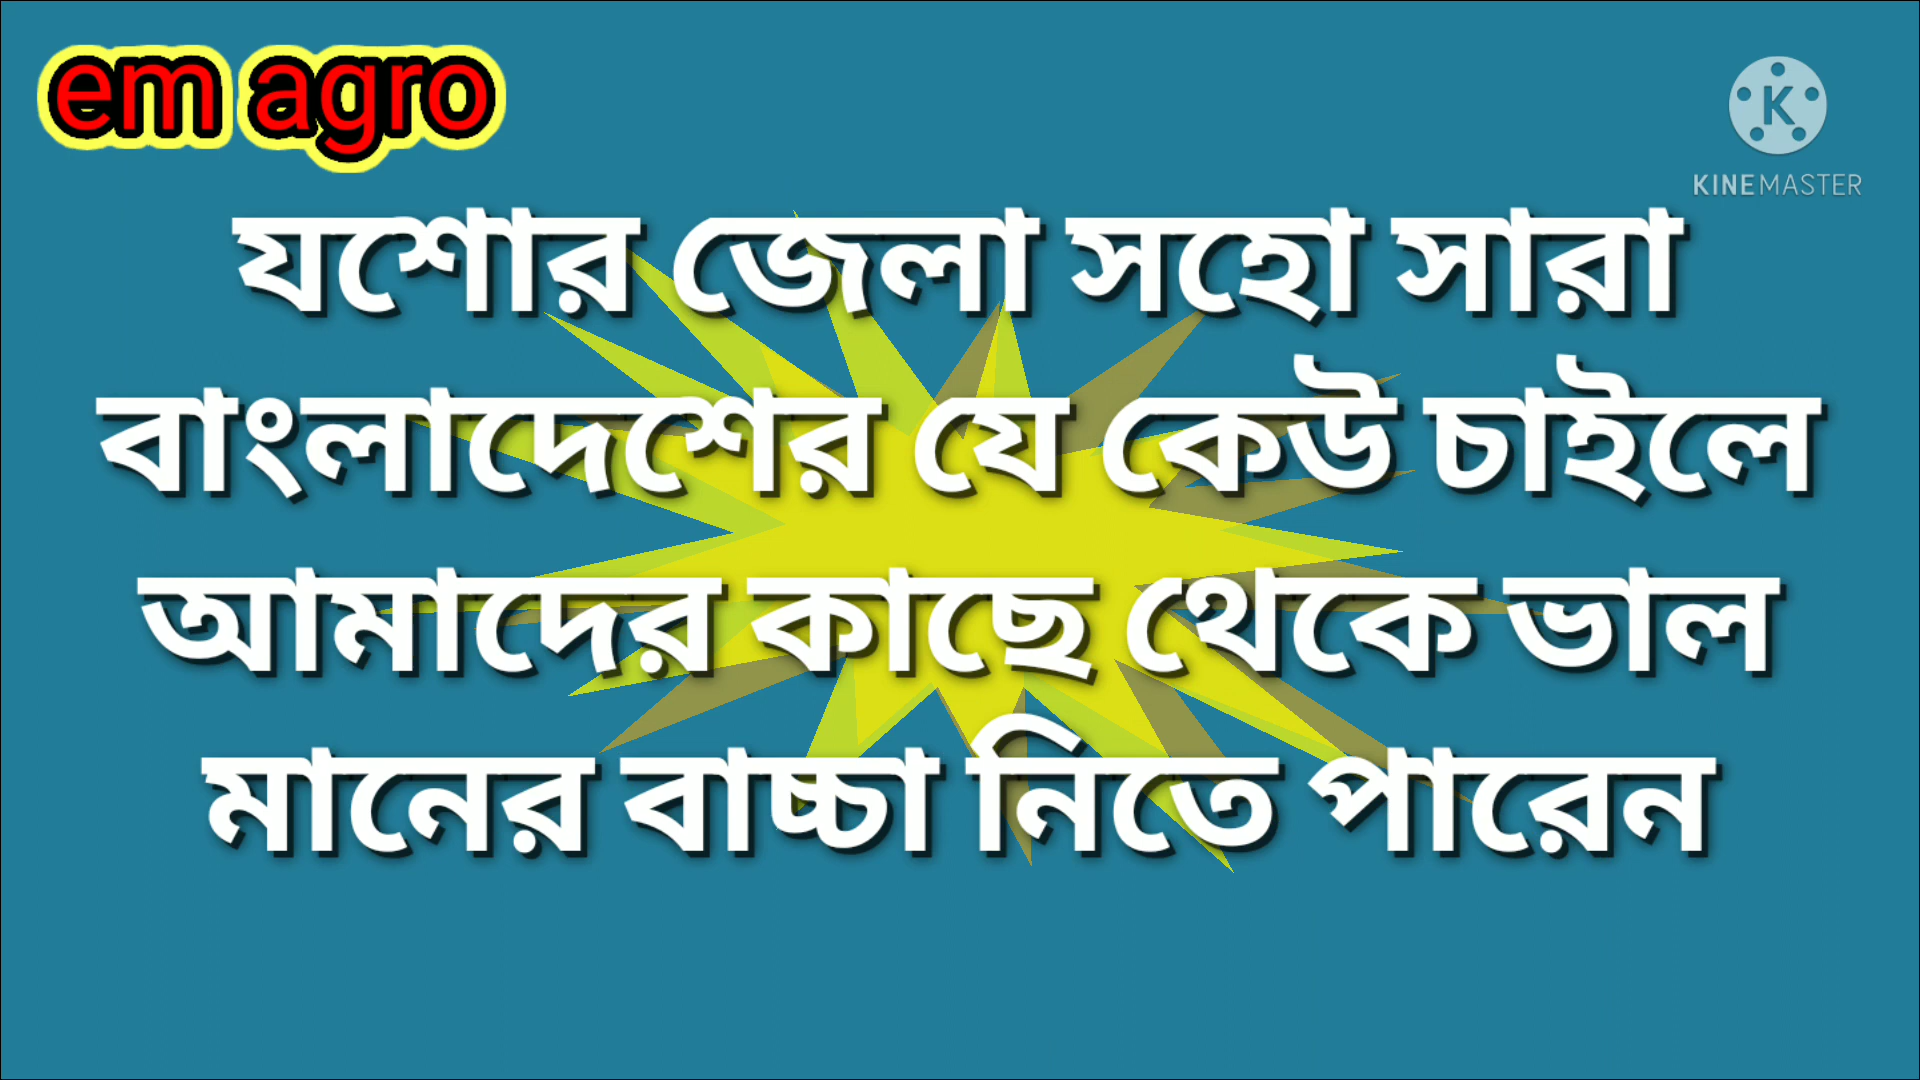 em agro
K
KINEMASTER
যশোর জেলা সহো সারা
বাংলাদেশের যে কেউ চাইলে
আমাদের কাছে থেকে ভাল
মানের বাচ্চা নিতে পারেন